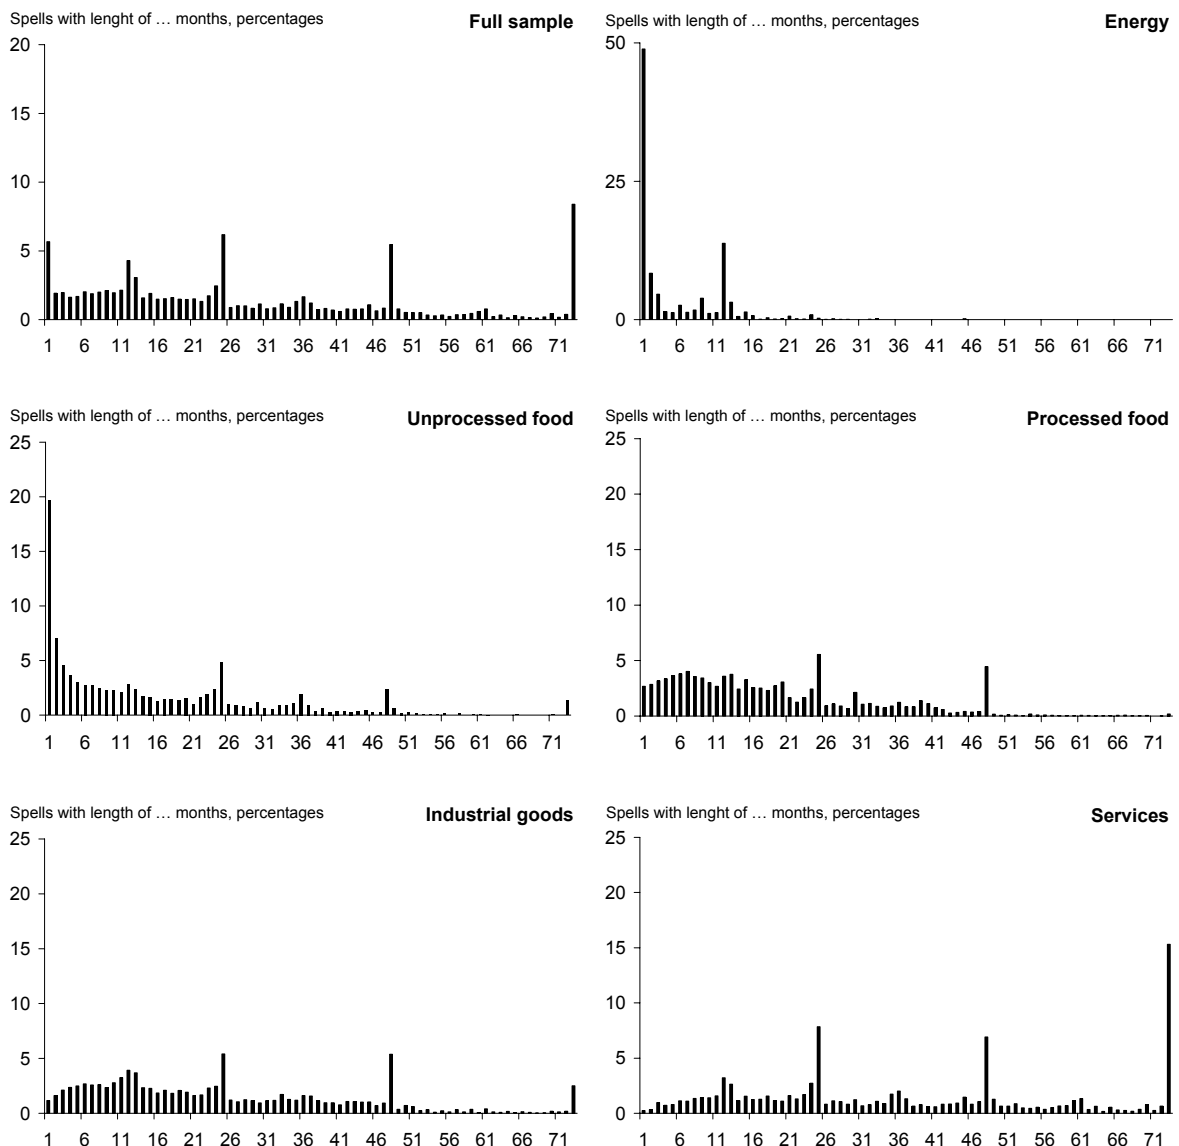 Spells with lenght of … months, percentages Full sample
20
15
10
5
0
1 6 11 16 21 26 31 36 41 46 51 56 61 66 71
Spells with lenght of … months, percentages Energy
50
25
0
1 6 11 16 21 26 31 36 41 46 51 56 61 66 71
Spells with length of … months, percentages Unprocessed food
25
20
15
10
5
0
1 6 11 16 21 26 31 36 41 46 51 56 61 66 71
Spells with length of … months, percentages Processed food
25
20
15
10
5
0
1 6 11 16 21 26 31 36 41 46 51 56 61 66 71
Spells with length of … months, percentages Industrial goods
25
20
15
10
5
0
1 6 11 16 21 26 31 36 41 46 51 56 61 66 71
Spells with lenght of … months, percentages Services
25
20
15
10
5
0
1 6 11 16 21 26 31 36 41 46 51 56 61 66 71